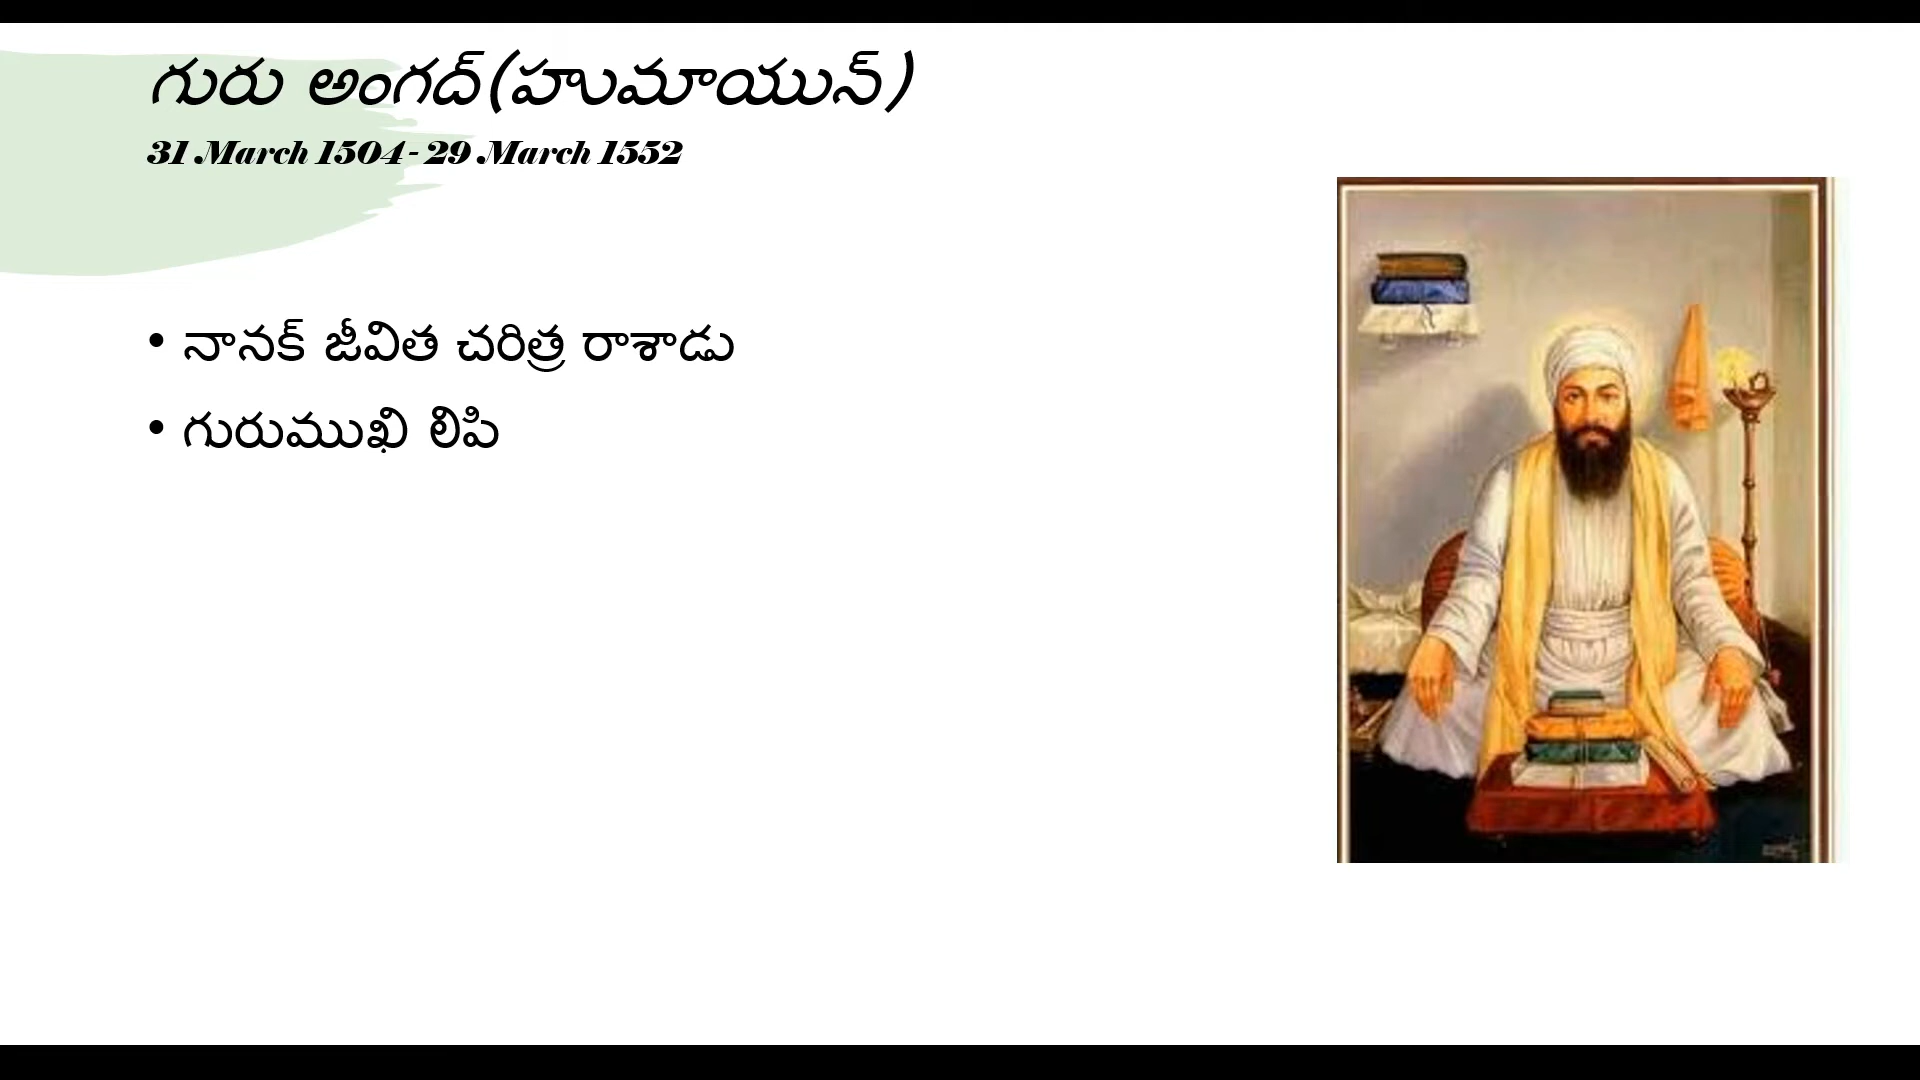 గురు అంగద్(హుమాయున్)
31 March 1504 - 29 March 1552
• నానక్ జీవిత చరిత్ర రాశాడు
• గురుముఖి లిపి